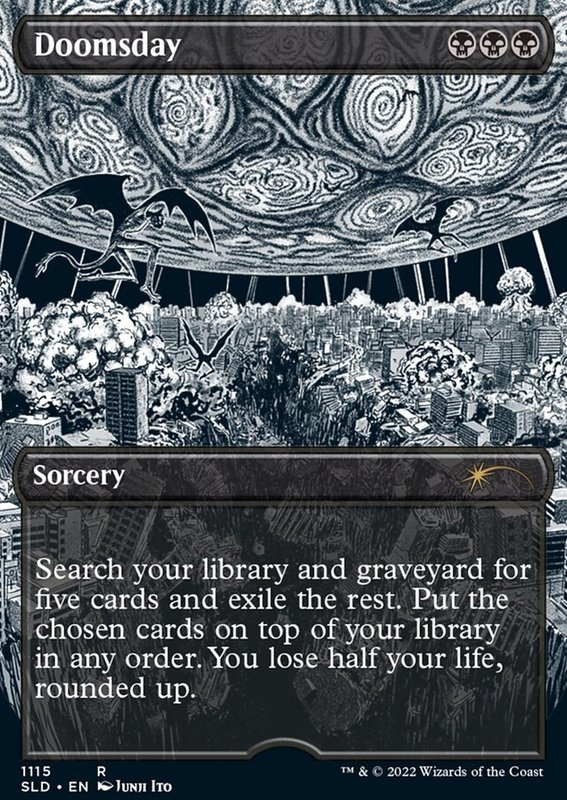 Doomsday
Sorcery
Search your library and graveyard for
five cards and exile the rest. Put the
chosen cards on top of your library
in any order. You lose half your life,
rounded up.
1115 R
SLD • EN Junji Ito
™ & © 2022 Wizards of the Coast